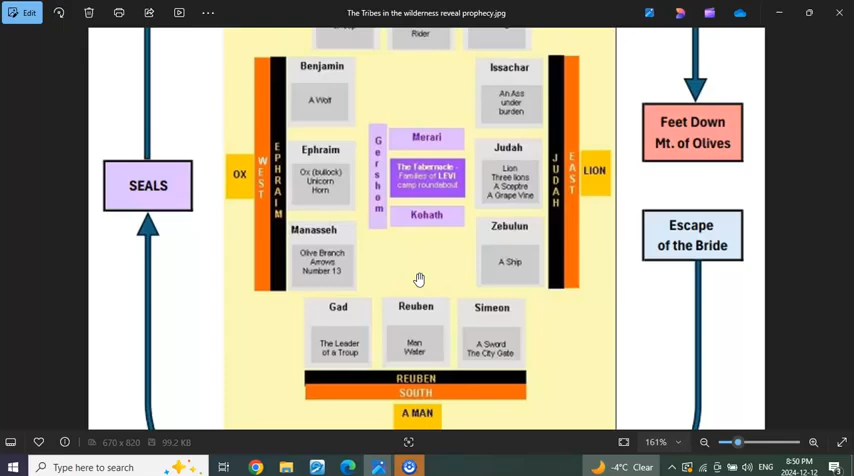 Edit
The Tribes in the wilderness reveal prophecy.jpg
Rider
Benjamin
A Wolf
Issachar
An Ass
under
burden
Feet Down
Mt. of Olives
Merari
Gershom
The Tabernacle -
Families of LEVI
camp roundabout
Kohath
Ephraim
Ox (bullock)
Unicorn
Horn
Judah
Lion
Three lions
A Sceptre
A Grape Vine
OX
WEST
EPHRAIM
JUDAH
EAST
LION
SEALS
Manasseh
Olive Branch
Arrows
Number 13
Zebulun
A Ship
Escape
of the Bride
Gad
The Leader
of a Troup
Reuben
Man
Water
Simeon
A Sword
The City Gate
REUBEN
SOUTH
A MAN
670 x 820
99.2 KB
161%
Type here to search
-4°C Clear
ENG
8:50 PM
2024-12-12
3